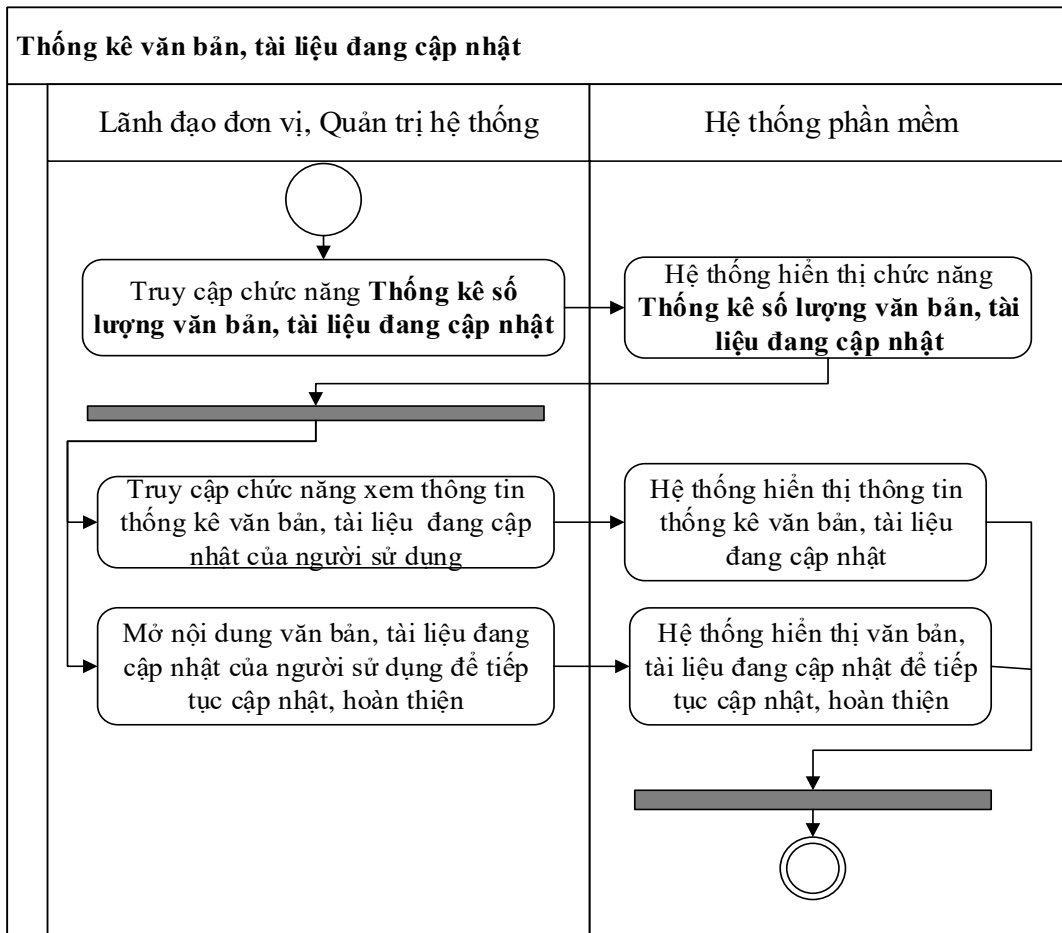 Thống kê văn bản, tài liệu đang cập nhật
Lãnh đạo đơn vị, Quản trị hệ thống
Hệ thống phần mềm
Truy cập chức năng Thống kê số
lượng văn bản, tài liệu đang cập nhật
Hệ thống hiển thị chức năng
Thống kê số lượng văn bản, tài
liệu đang cập nhật
Truy cập chức năng xem thông tin
thống kê văn bản, tài liệu đang cập
nhật của người sử dụng
Hệ thống hiển thị thông tin
thống kê văn bản, tài liệu
đang cập nhật
Mở nội dung văn bản, tài liệu đang
cập nhật của người sử dụng để tiếp
tục cập nhật, hoàn thiện
Hệ thống hiển thị văn bản,
tài liệu đang cập nhật để tiếp
tục cập nhật, hoàn thiện